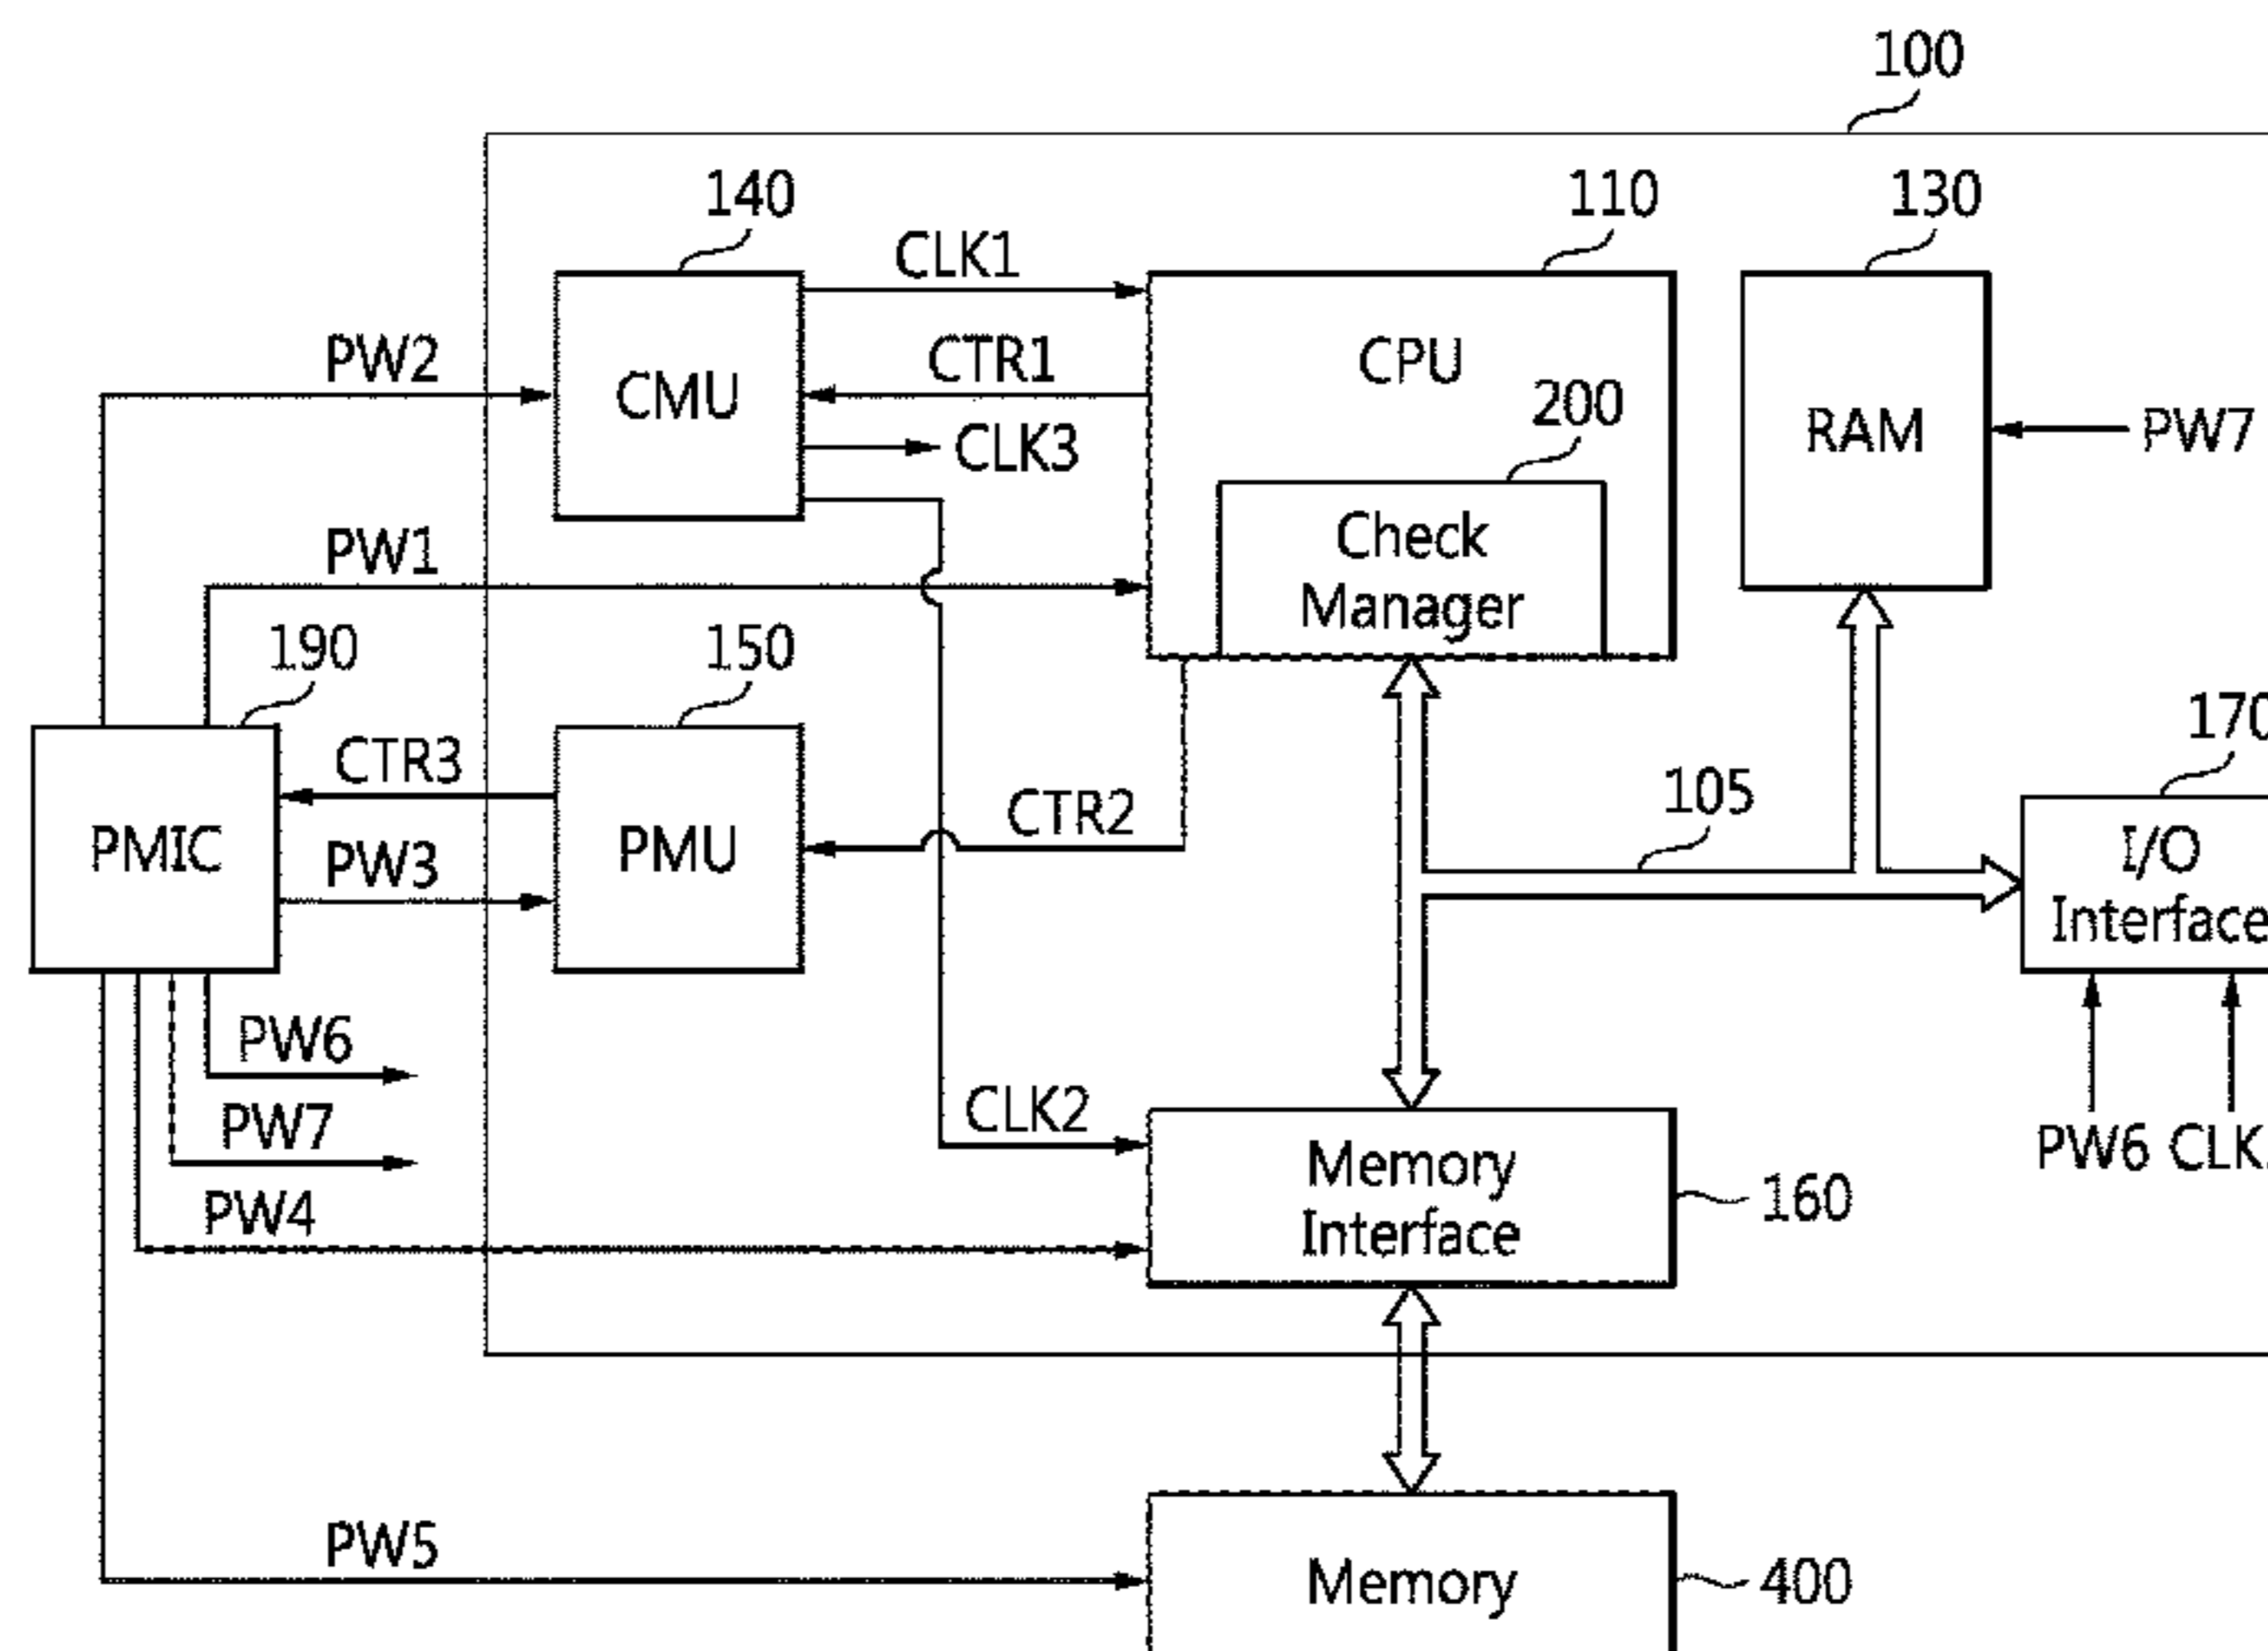 100
140
110
130
CLK1
PW2
CTR1
CPU
CMU
200
RAM
PW7
CLK3
PW1
Check
Manager
190
150
170
CTR3
105
CTR2
PMIC
PMU
I/O
PW3
Interface
PW6
CLK2
PW7
PW6 CLK
Memory
PW4
160
Interface
PW5
Memory
400